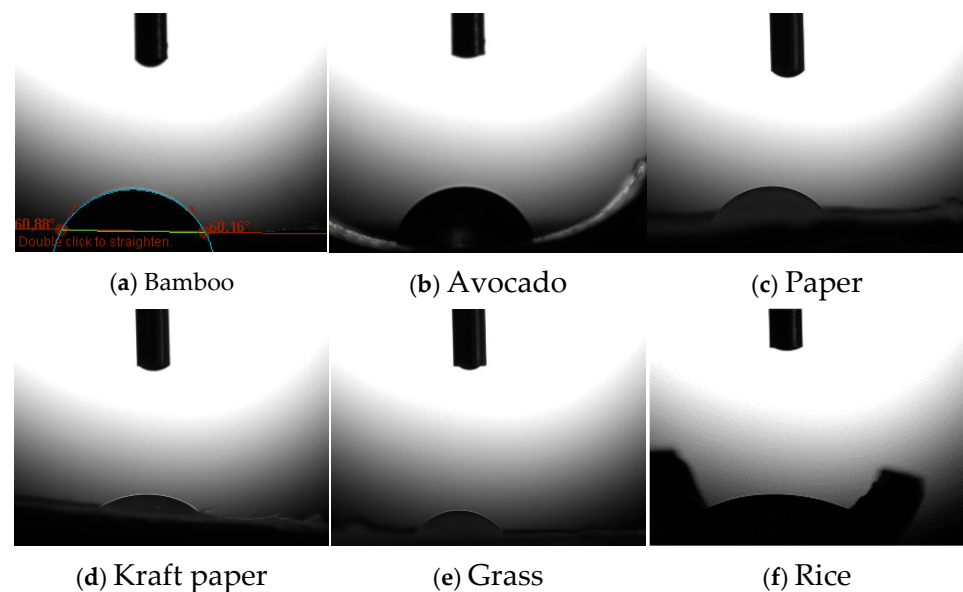 60,88° 60,16°
Double click to straighten.
(a) Bamboo (b) Avocado (c) Paper
(d) Kraft paper (e) Grass (f) Rice